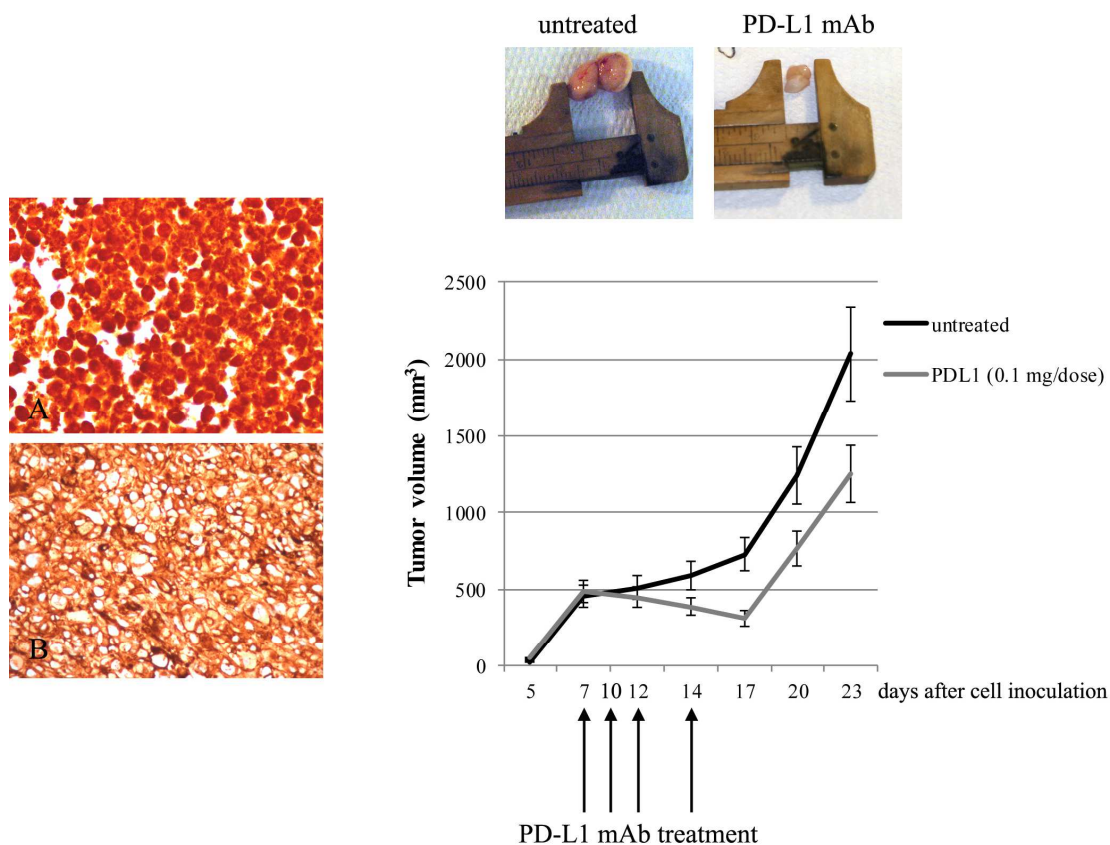 untreated
PD-L1 mAb
A
B
2500
2000
1500
1000
500
0
Tumor volume (mm³)
untreated
PDL1 (0.1 mg/dose)
5 7 10 12 14 17 20 23 days after cell inoculation
PD-L1 mAb treatment